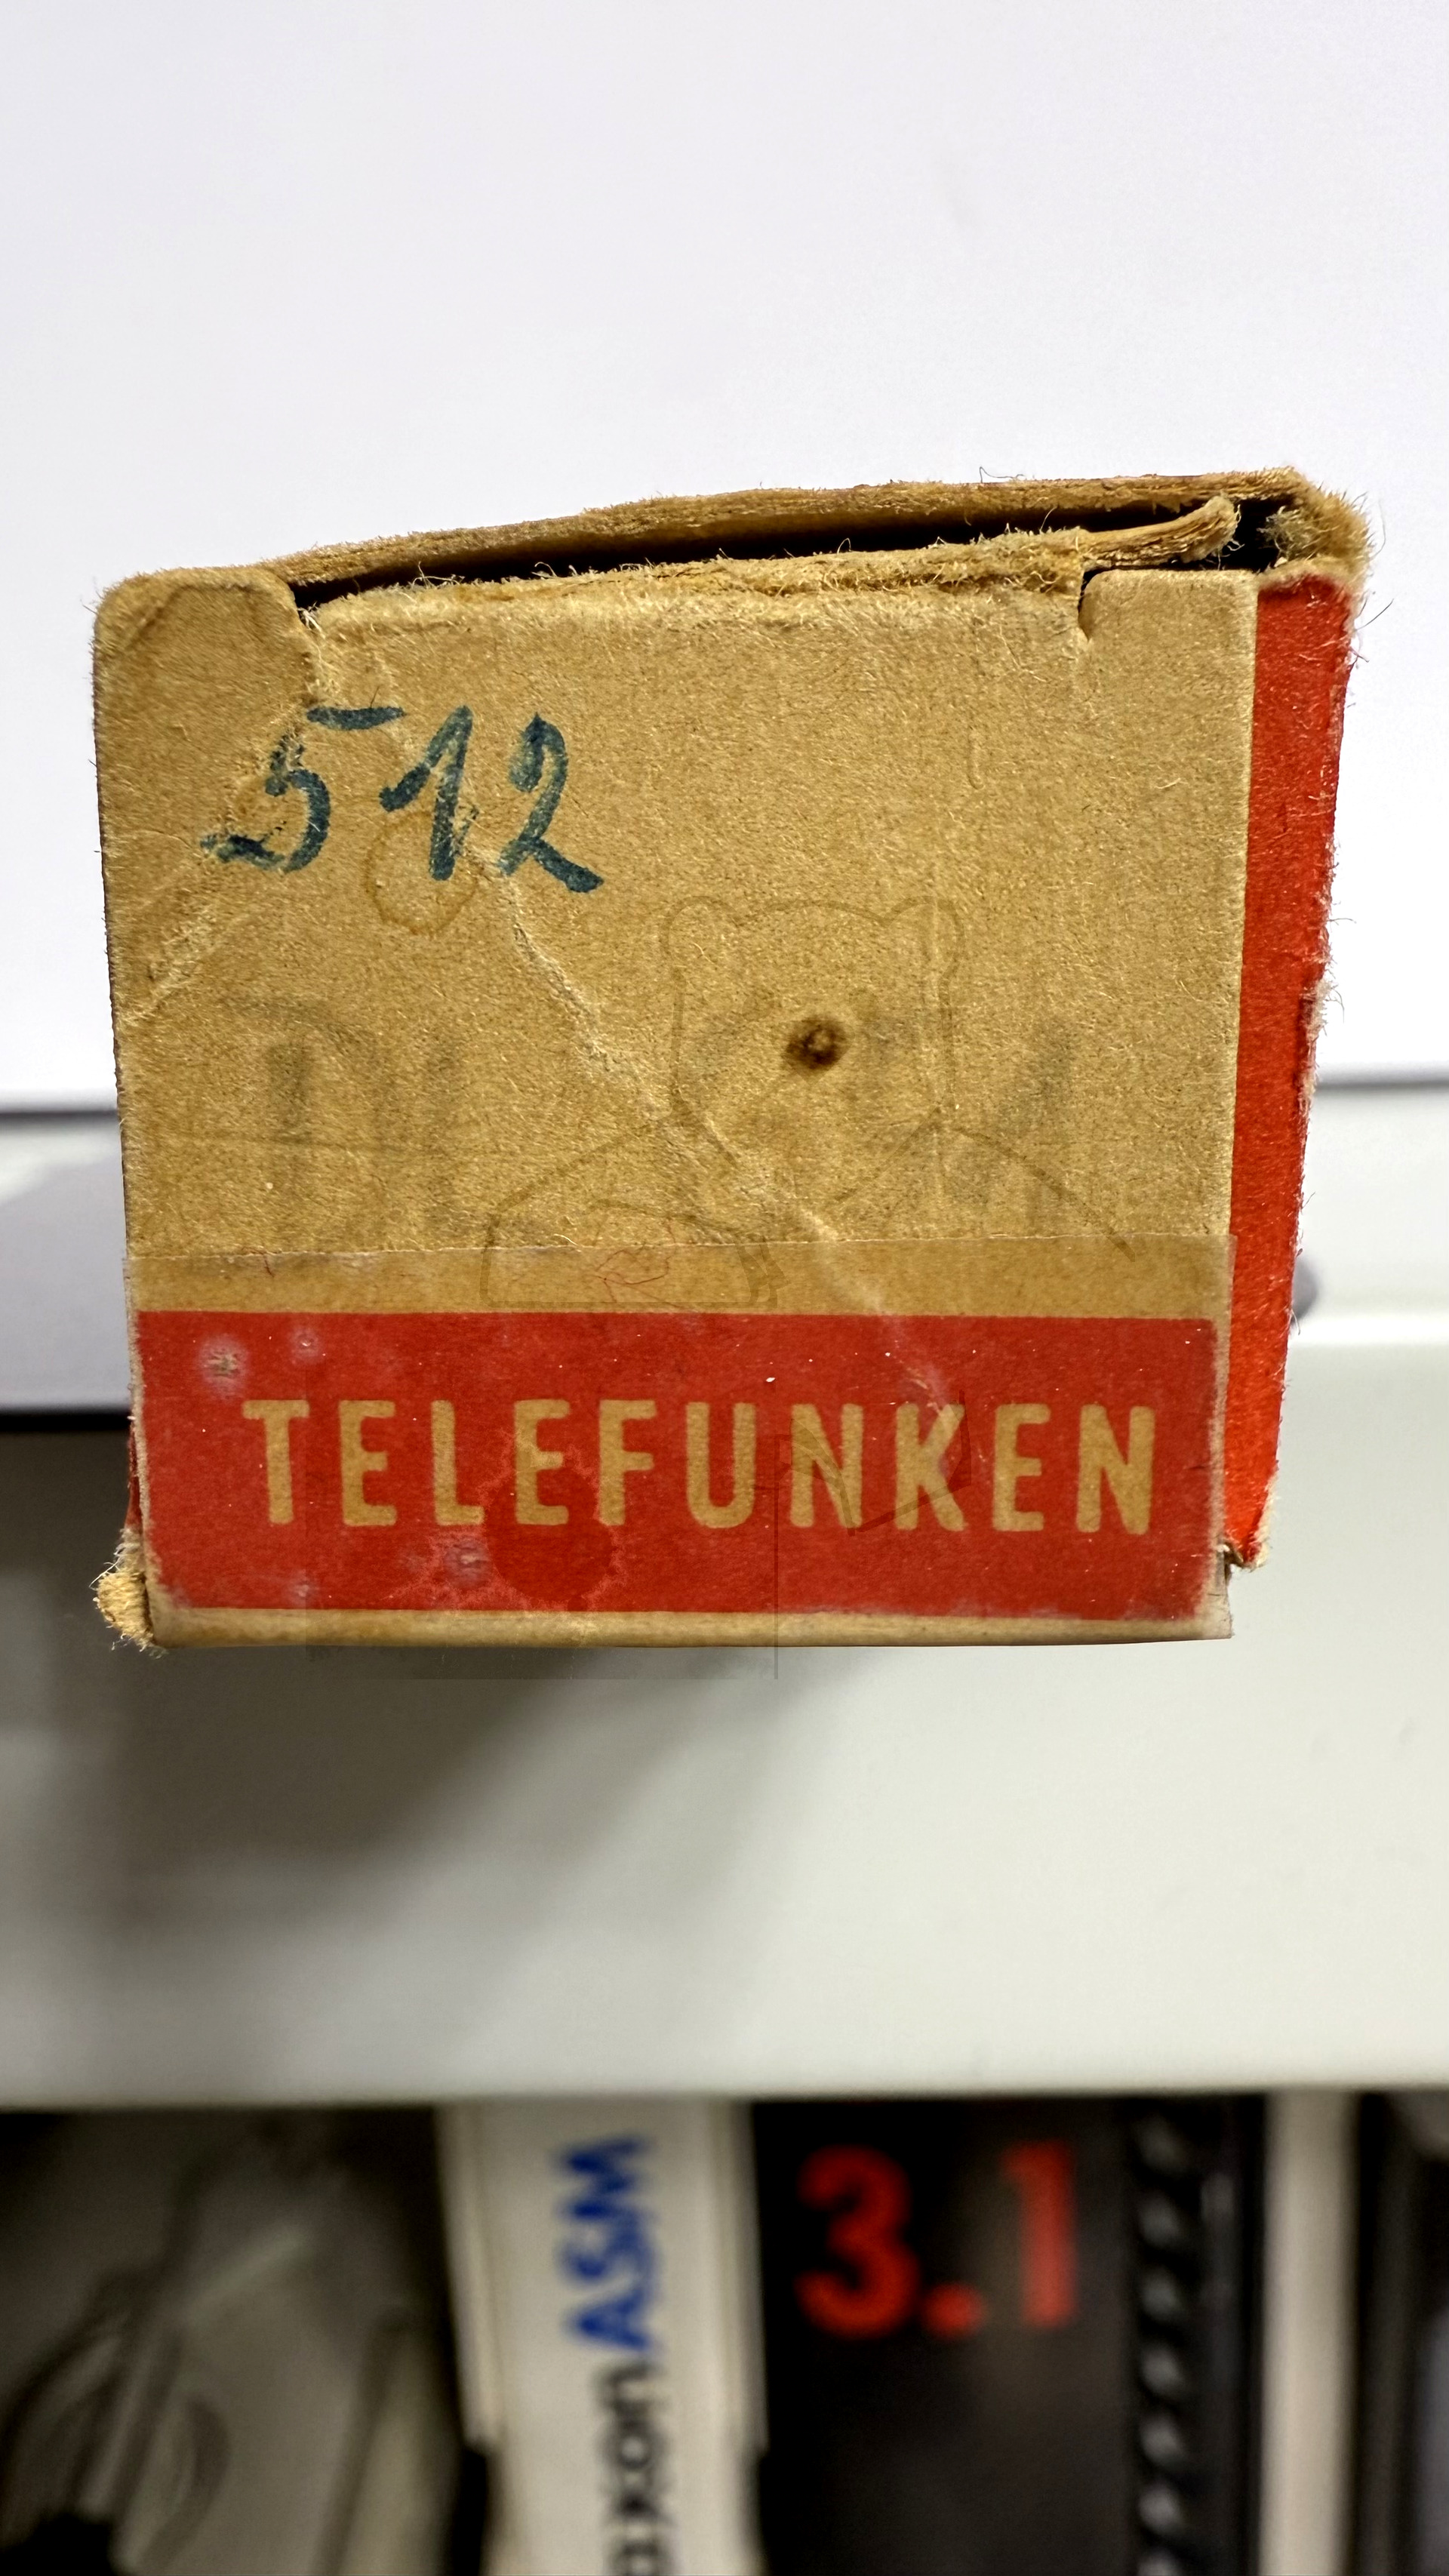 512
TELEFUNKEN
ASM
3.1